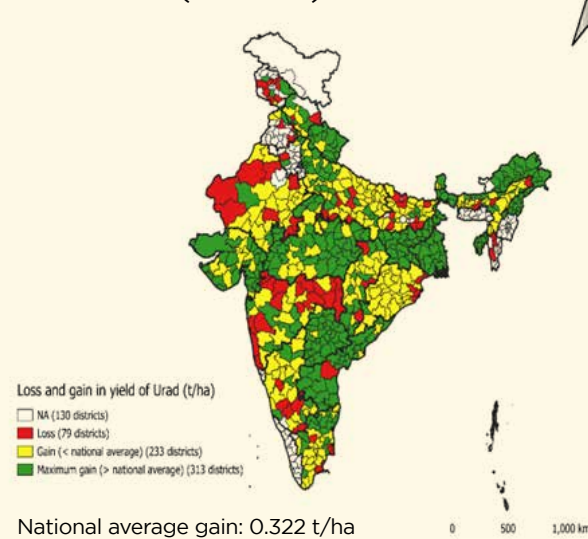 Loss and gain in yield of Urad (t/ha)
NA (130 districts)
Loss (79 districts)
Gain (< national average) (233 districts)
Maximum gain (> national average) (313 districts)
National average gain: 0.322 t/ha
0 500 1,000 km